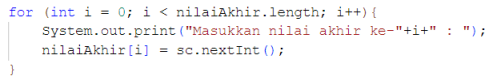 for (int i = 0; i < nilaiAkhir.length; i++){
System.out.print("Masukkan nilai akhir ke-"+i+" : ");
nilaiAkhir[i] = sc.nextInt();
}